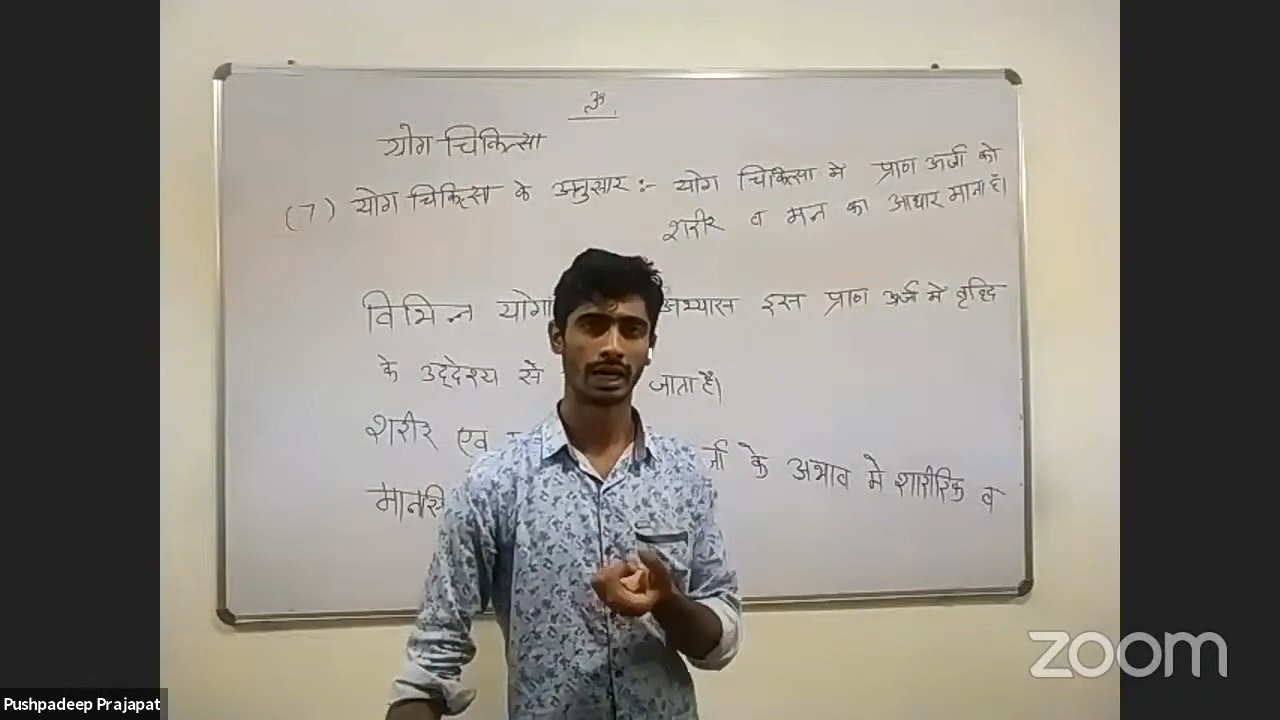 ॐ
योग चिकित्सा
(7) योग चिकित्सा के अनुसार :- योग चिकित्सा में प्राण ऊर्जा को
शरीर व मन का आधार माना है।
विभिन्न योगा अभ्यास इस प्राण ऊर्जा में वृद्धि
के उद्देश्य से जाता है।
शरीर एवं र्जा के अभाव में शारीरिक व
मानसि
zoom
Pushpadeep Prajapat